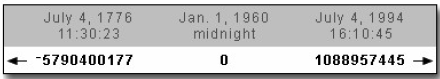 July 4, 1776 Jan. 1, 1960 July 4, 1994
11:30:23 midnight 16:10:45
← -5790400177 0 1088957445 →